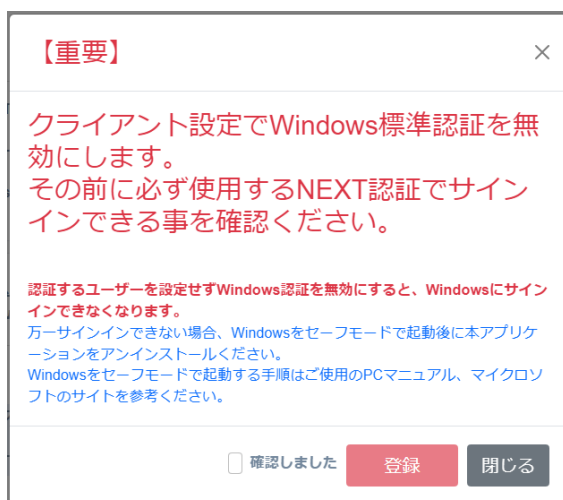 【重要】
×
クライアント設定でWindows標準認証を無
効にします。
その前に必ず使用するNEXT認証でサイン
インできる事を確認ください。
認証するユーザーを設定せずWindows認証を無効にすると、Windowsにサイン
インできなくなります。
万一サインインできない場合、Windowsをセーフモードで起動後に本アプリケ
ーションをアンインストールください。
Windowsをセーフモードで起動する手順はご使用のPCマニュアル、マイクロソ
フトのサイトを参考ください。
確認しました 登録 閉じる